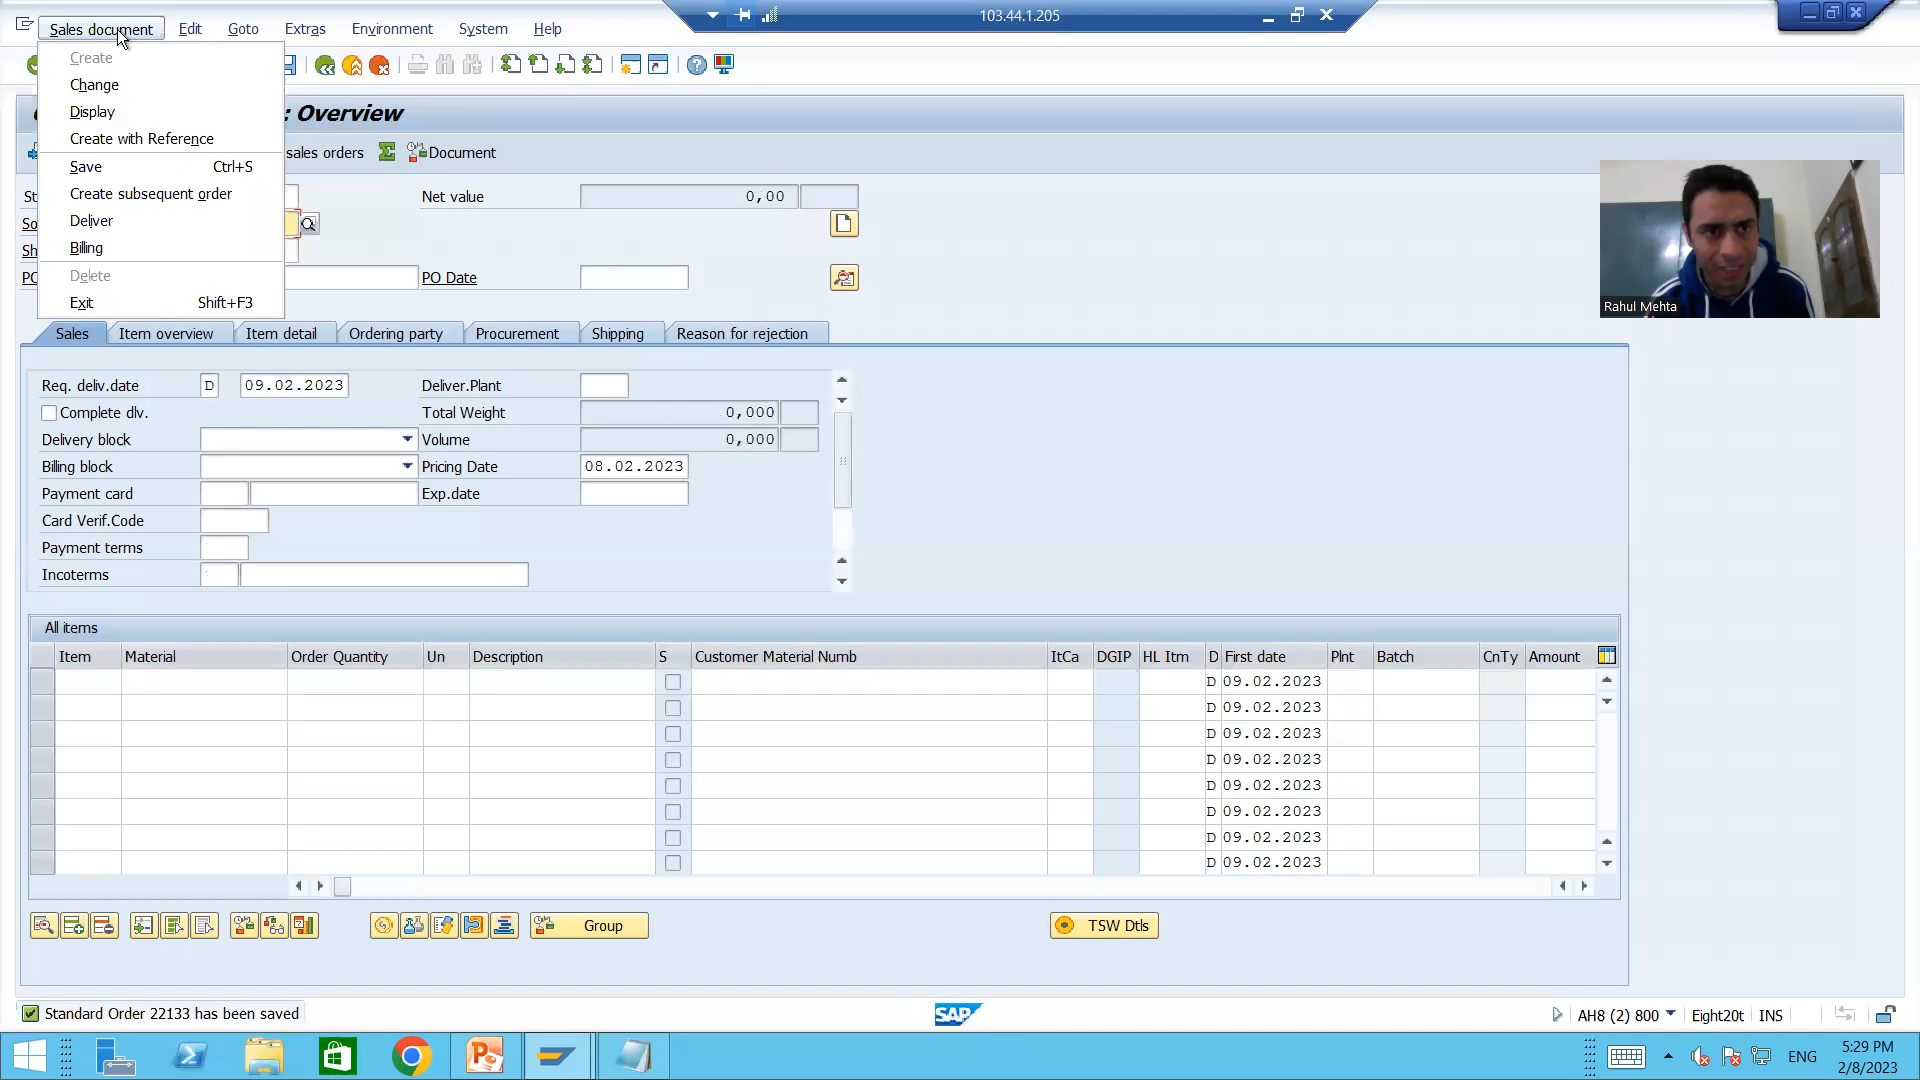 103.44.1.205
Sales document Edit Goto Extras Environment System Help
Create
Change
Display
Create with Reference
Save Ctrl+S
Create subsequent order
Deliver
Billing
Delete
Exit Shift+F3
: Overview
sales orders Document
Net value 0,00
PO Date
Rahul Mehta
Sales Item overview Item detail Ordering party Procurement Shipping Reason for rejection
Req. deliv.date D 09.02.2023 Deliver.Plant
Complete dlv. Total Weight 0,000
Delivery block Volume 0,000
Billing block Pricing Date 08.02.2023
Payment card Exp.date
Card Verif.Code
Payment terms
Incoterms
All items
Item Material Order Quantity Un Description S Customer Material Numb ItCa DGIP HL Itm D First date Plnt Batch CnTy Amount
D 09.02.2023
D 09.02.2023
D 09.02.2023
D 09.02.2023
D 09.02.2023
D 09.02.2023
D 09.02.2023
D 09.02.2023
Group TSW Dtls
Standard Order 22133 has been saved SAP AH8 (2) 800 Eight20t INS
ENG 5:29 PM
2/8/2023